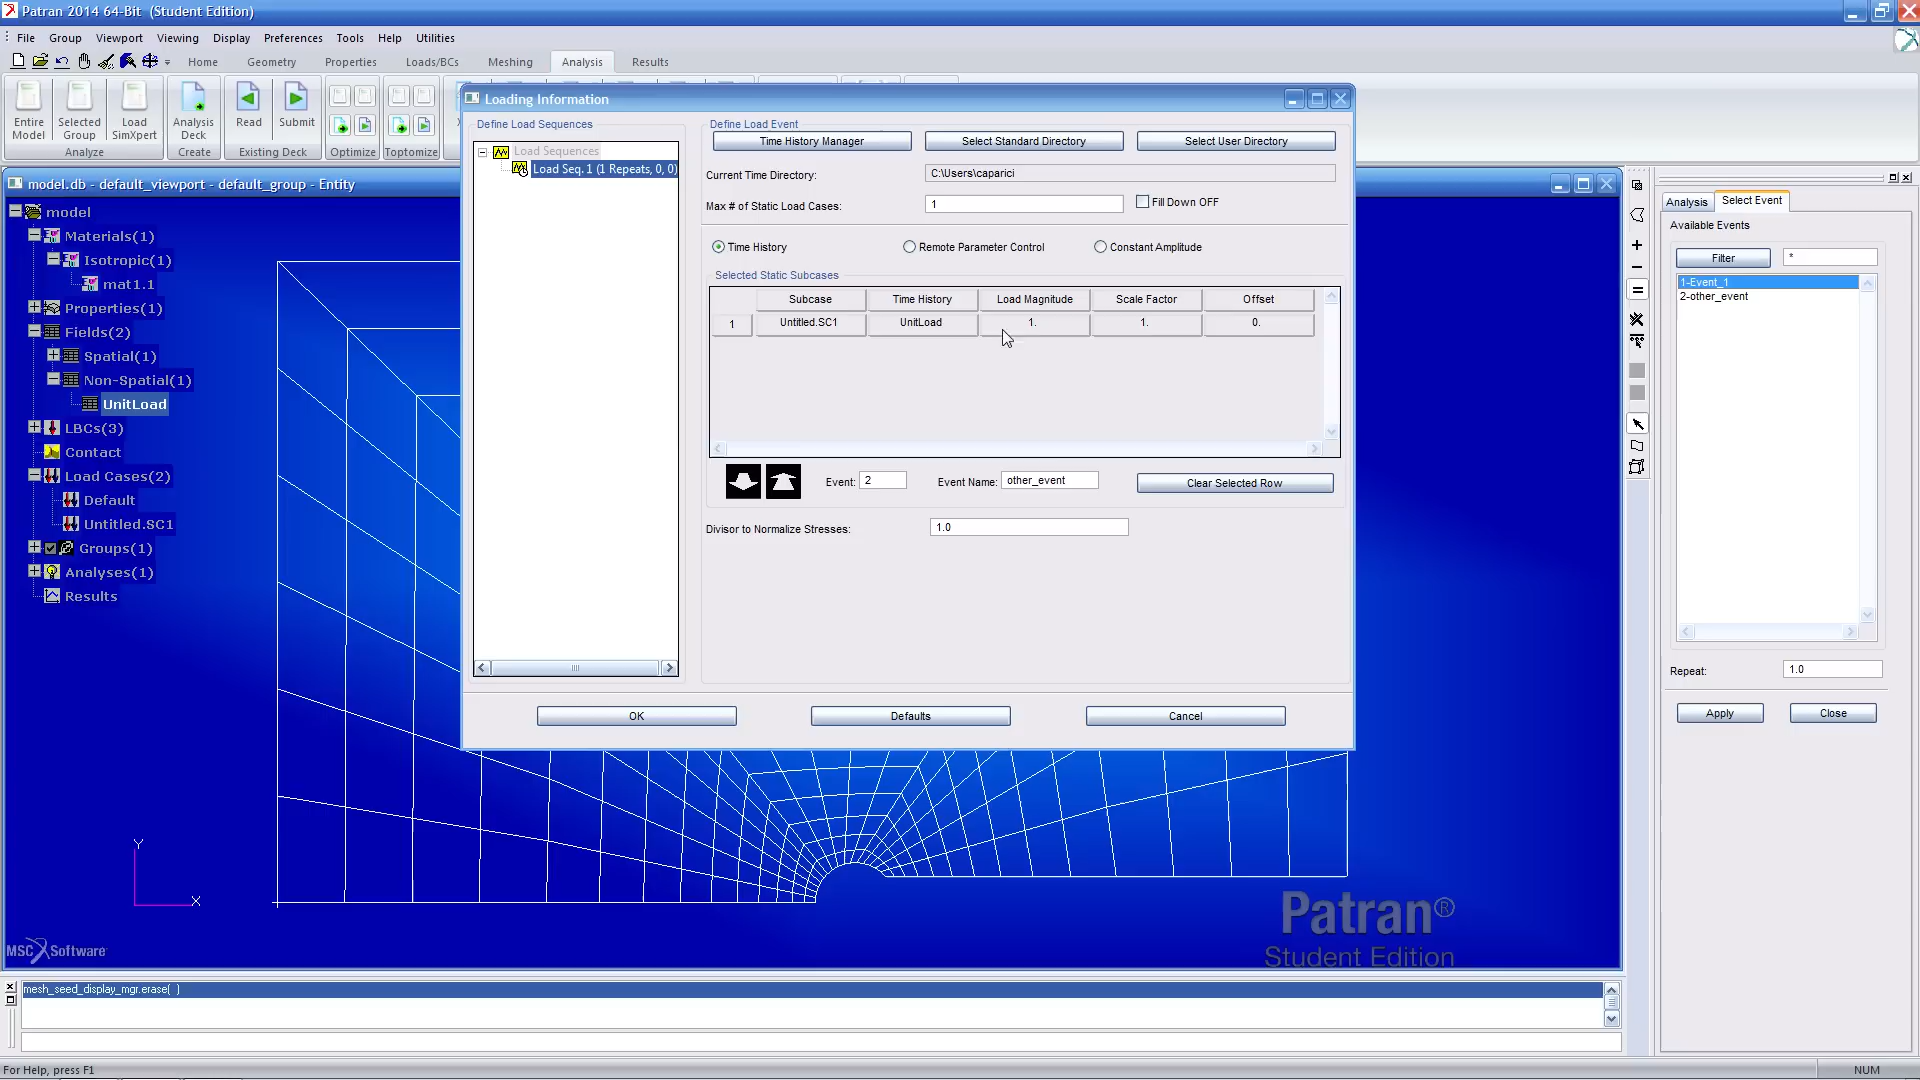 Patran 2014 64-Bit (Student Edition)
File Group Viewport Viewing Display Preferences Tools Help Utilities
Home Geometry Properties Loads/BCs Meshing Analysis Results
Entire Model
Selected Group
Load SimXpert
Analysis Deck
Read
Submit
Analyze Create Existing Deck Optimize Toptomize
model.db - default_viewport - default_group - Entity
model
Materials(1)
Isotropic(1)
mat1.1
Properties(1)
Fields(2)
Spatial(1)
Non-Spatial(1)
UnitLoad
LBCs(3)
Contact
Load Cases(2)
Default
Untitled.SC1
Groups(1)
Analyses(1)
Results
Loading Information
Define Load Sequences
Load Sequences
Load Seq. 1 (1 Repeats, 0, 0)
Define Load Event
Time History Manager Select Standard Directory Select User Directory
Current Time Directory: C:\Users\caparici
Max # of Static Load Cases: 1 Fill Down OFF
Time History Remote Parameter Control Constant Amplitude
Selected Static Subcases
Subcase Time History Load Magnitude Scale Factor Offset
1 Untitled.SC1 UnitLoad 1. 1. 0.
Event: 2 Event Name: other_event Clear Selected Row
Divisor to Normalize Stresses: 1.0
OK Defaults Cancel
Analysis Select Event
Available Events
Filter *
1-Event_1
2-other_event
Repeat: 1.0
Apply Close
Y
X
MSC Software
Patran®
Student Edition
mesh_seed_display_mgr.erase( )
For Help, press F1
NUM